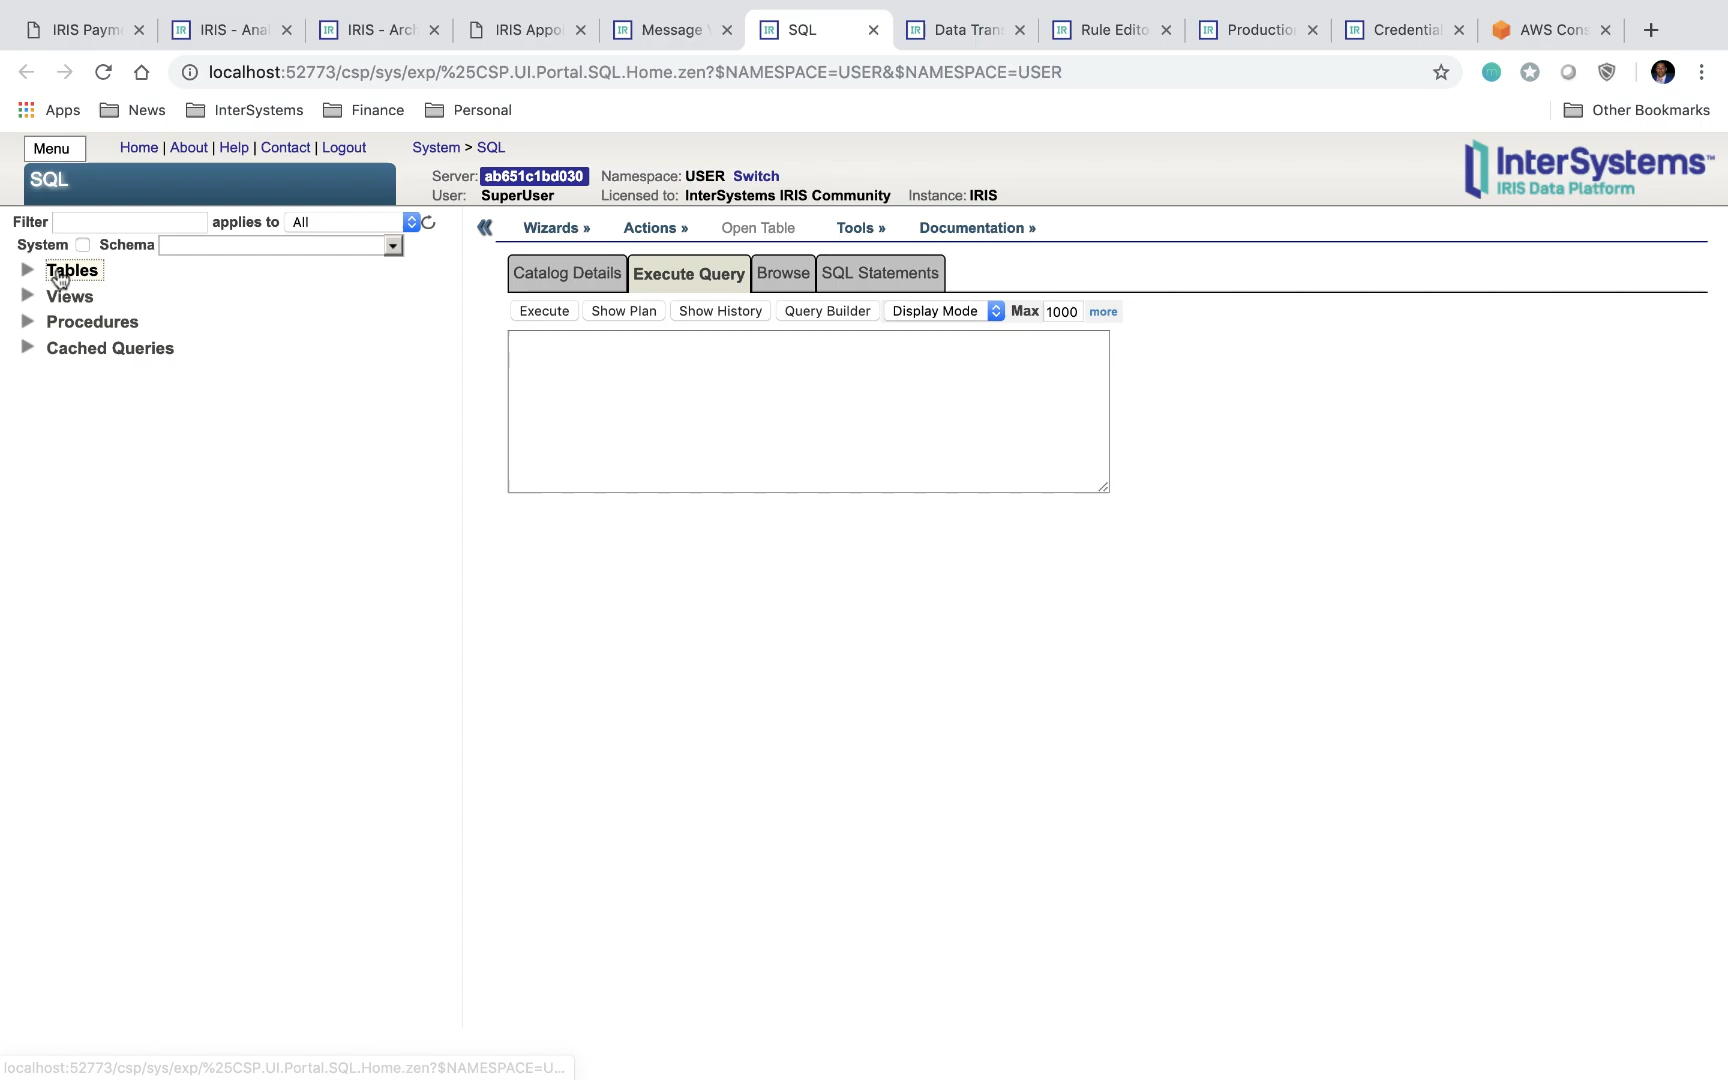 IRIS Paym
IRIS - Anal
IRIS - Arch
IRIS Appoi
Message V
SQL
Data Trans
Rule Edito
Production
Credential
AWS Cons
localhost:52773/csp/sys/exp/%25CSP.UI.Portal.SQL.Home.zen?$NAMESPACE=USER&$NAMESPACE=USER
Apps News InterSystems Finance Personal Other Bookmarks
Menu Home | About | Help | Contact | Logout System > SQL
SQL
Server: ab651c1bd030 Namespace: USER Switch
User: SuperUser Licensed to: InterSystems IRIS Community Instance: IRIS
InterSystems™
IRIS Data Platform
Filter applies to All
System Schema
Tables
Views
Procedures
Cached Queries
« Wizards » Actions » Open Table Tools » Documentation »
Catalog Details Execute Query Browse SQL Statements
Execute Show Plan Show History Query Builder Display Mode Max 1000 more
localhost:52773/csp/sys/exp/%25CSP.UI.Portal.SQL.Home.zen?$NAMESPACE=U...